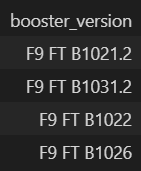 booster_version
F9 FT B1021.2
F9 FT B1031.2
F9 FT B1022
F9 FT B1026